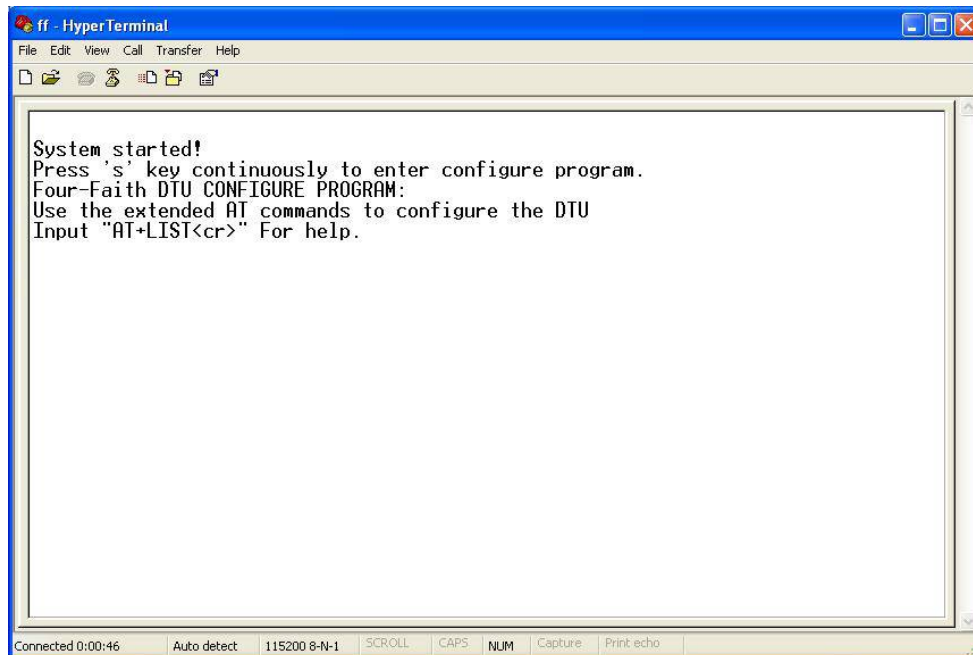 ff - HyperTerminal
File Edit View Call Transfer Help
System started!
Press 's' key continuously to enter configure program.
Four-Faith DTU CONFIGURE PROGRAM:
Use the extended AT commands to configure the DTU
Input "AT+LIST<cr>" For help.
Connected 0:00:46 Auto detect 115200 8-N-1 SCROLL CAPS NUM Capture Print echo